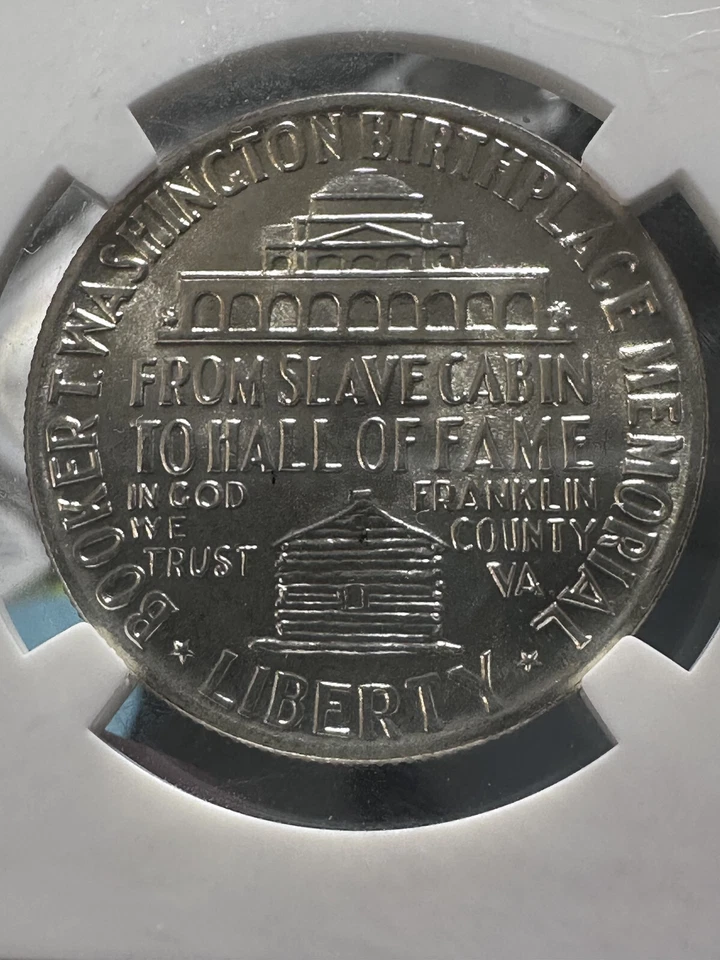 BOOKER T. WASHINGTON BIRTHPLACE MEMORIAL
FROM SLAVE CABIN
TO HALL OF FAME
IN GOD
WE
TRUST
FRANKLIN
COUNTY
VA.
LIBERTY